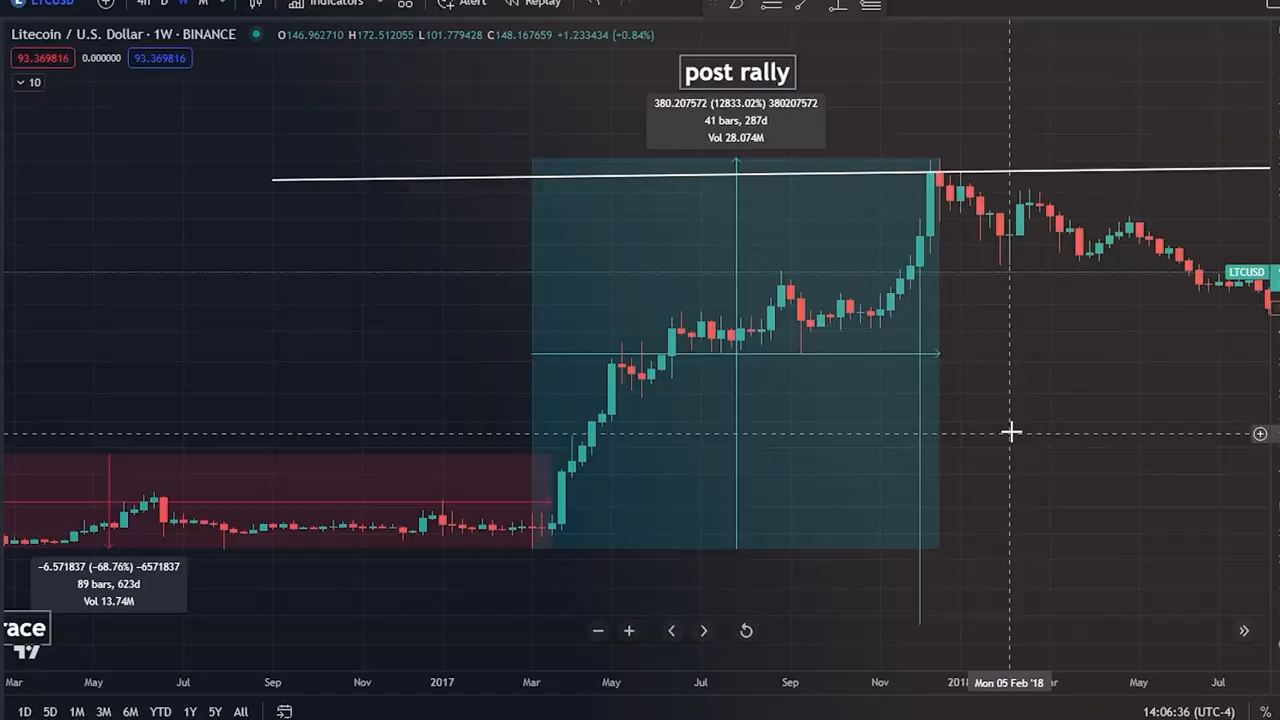 LTCUSD 4h D W M Indicators Alert Replay
Litecoin / U.S. Dollar · 1W · BINANCE O146.962710 H172.512055 L101.779428 C148.167659 +1.233434 (+0.84%)
93.369816 0.000000 93.369816
10
post rally
380.207572 (12833.02%) 380207572
41 bars, 287d
Vol 28.074M
LTCUSD
−6.571837 (−68.76%) −6571837
89 bars, 623d
Vol 13.74M
race
Mar May Jul Sep Nov 2017 Mar May Jul Sep Nov 2018 Mon 05 Feb '18 May Jul
1D 5D 1M 3M 6M YTD 1Y 5Y All 14:06:36 (UTC-4) %